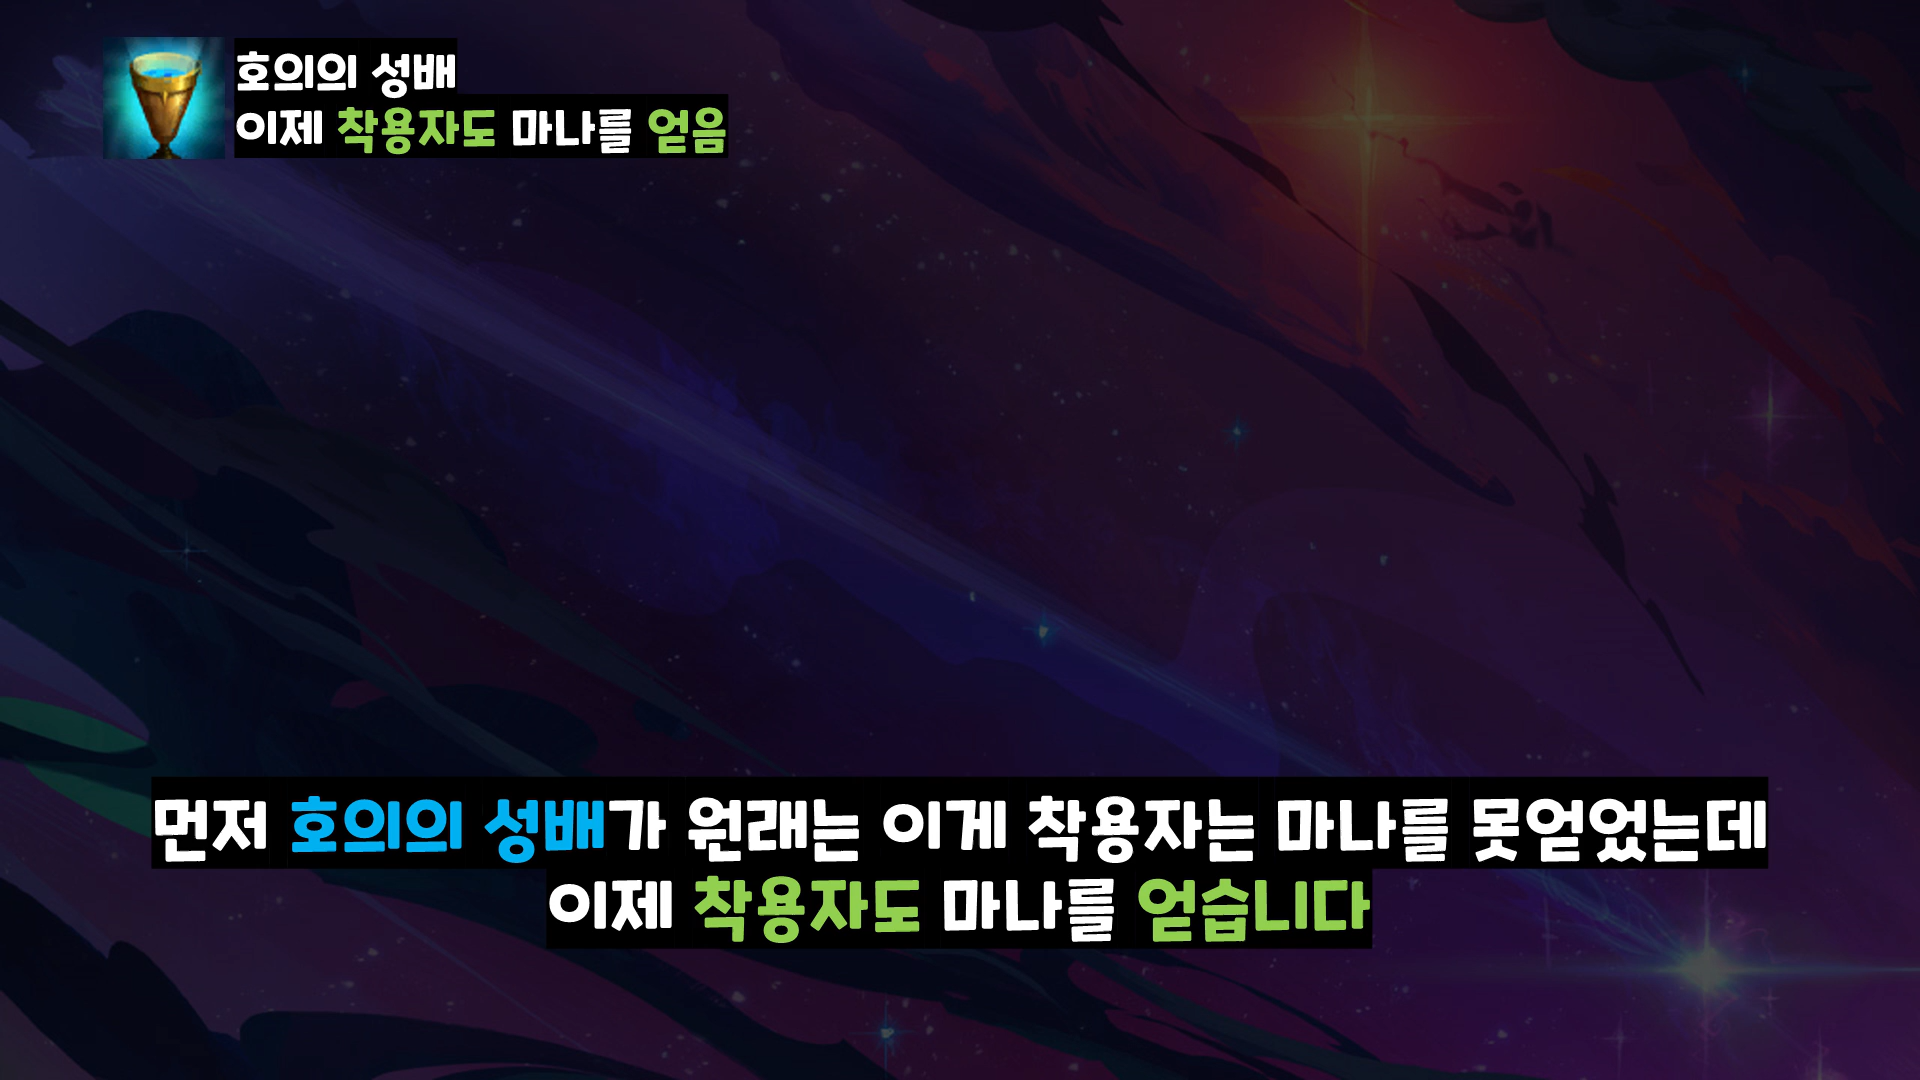 호의의 성배
이제 착용자도 마나를 얻음
먼저 호의의 성배가 원래는 이게 착용자는 마나를 못얻었는데
이제 착용자도 마나를 얻습니다